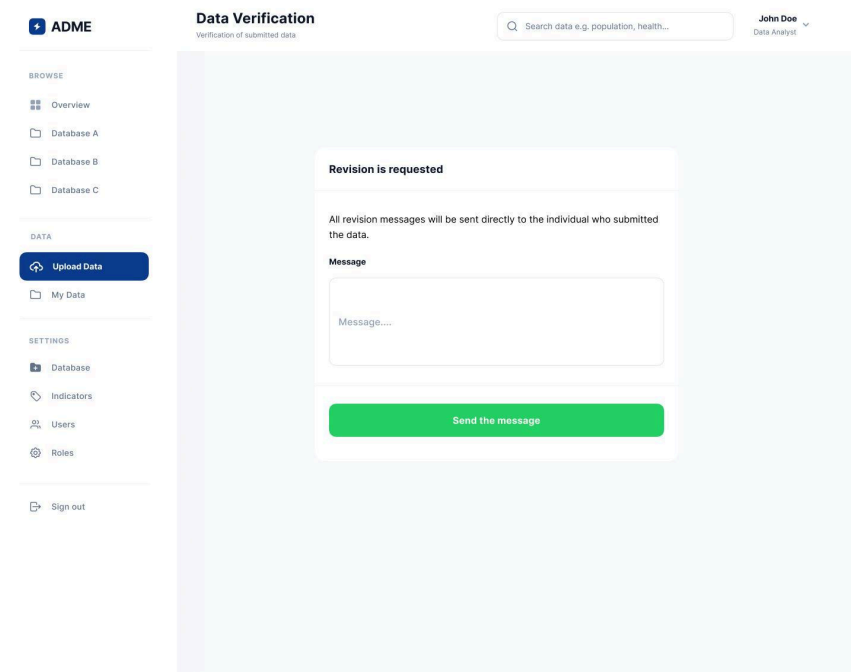 ADME
BROWSE
Overview
Database A
Database B
Database C
DATA
Upload Data
My Data
SETTINGS
Database
Indicators
Users
Roles
Sign out
Data Verification
Verification of submitted data
Search data e.g. population, health...
John Doe
Data Analyst
Revision is requested
All revision messages will be sent directly to the individual who submitted
the data.
Message
Message....
Send the message